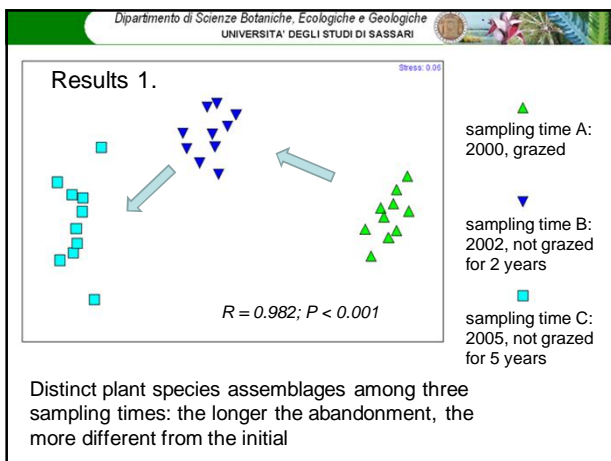 Dipartimento di Scienze Botaniche, Ecologiche e Geologiche
UNIVERSITA' DEGLI STUDI DI SASSARI
Results 1.
Stress: 0.06
R = 0.982; P < 0.001
sampling time A:
2000, grazed
sampling time B:
2002, not grazed
for 2 years
sampling time C:
2005, not grazed
for 5 years
Distinct plant species assemblages among three
sampling times: the longer the abandonment, the
more different from the initial